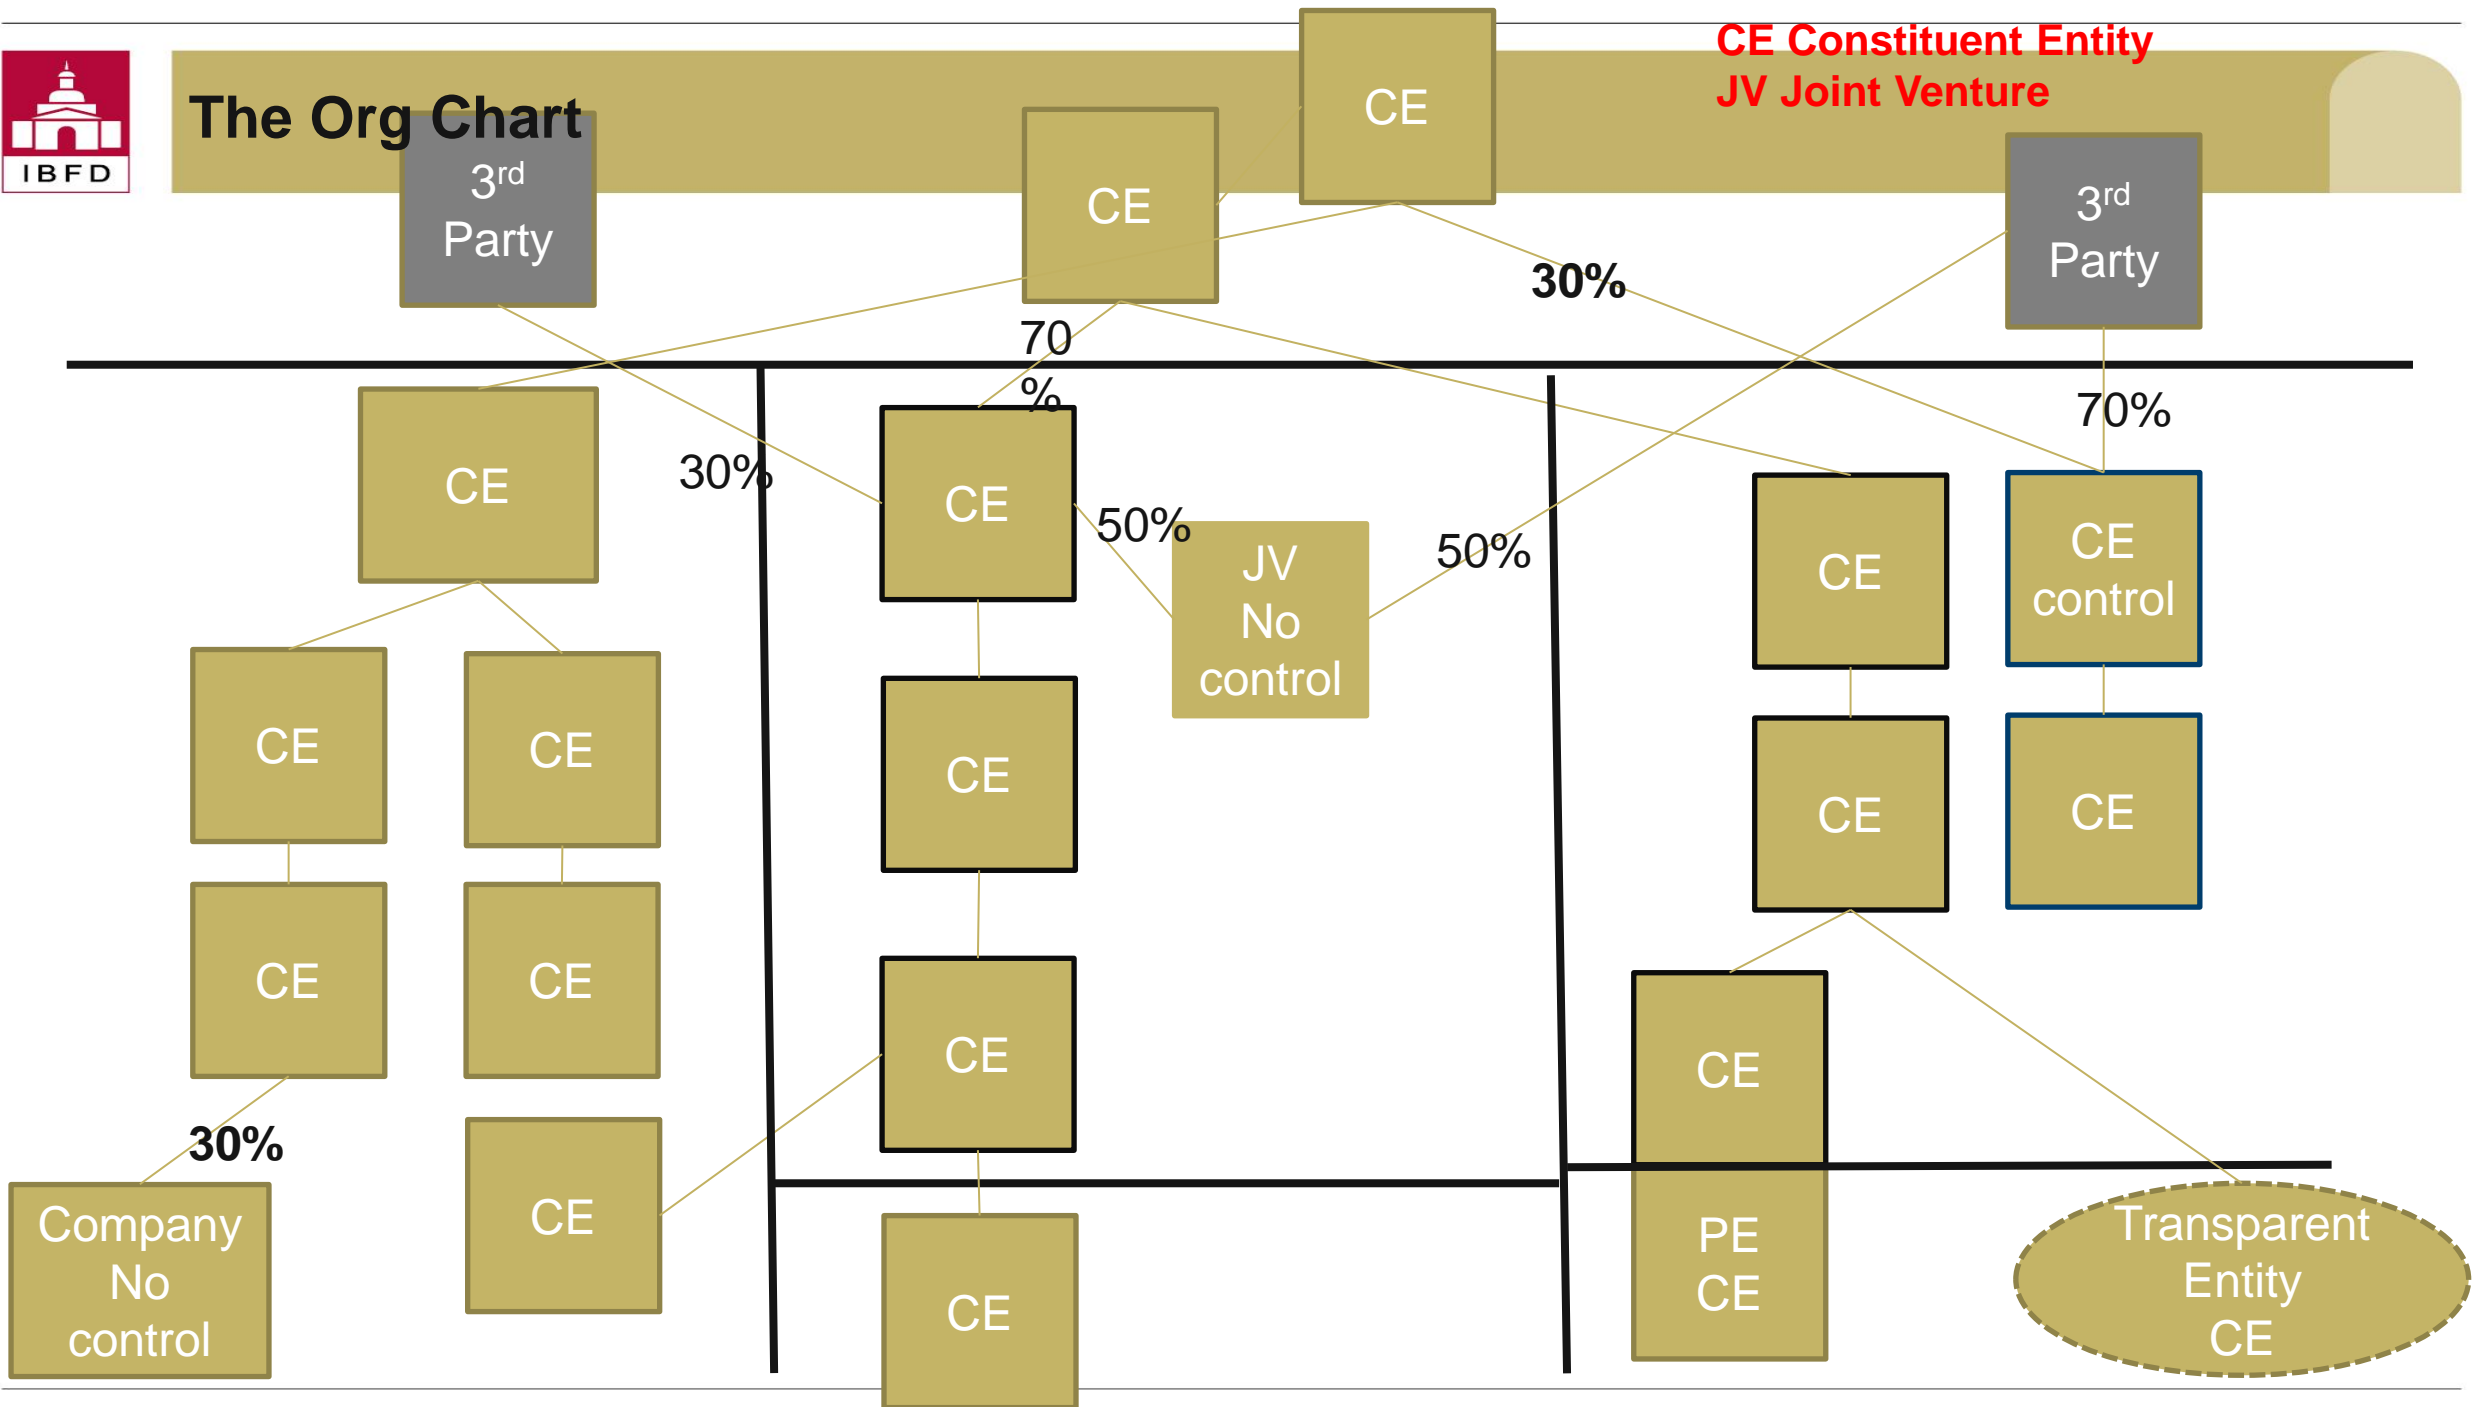 CE Constituent Entity
JV Joint Venture
IBFD
The Org Chart
CE
CE
3rd
Party
3rd
Party
30%
70
%
70%
30%
CE
CE
50%
50%
JV
No
control
CE
CE
control
CE
CE
CE
CE
CE
CE
CE
CE
CE
30%
Company
No
control
CE
CE
CE
PE
CE
Transparent
Entity
CE